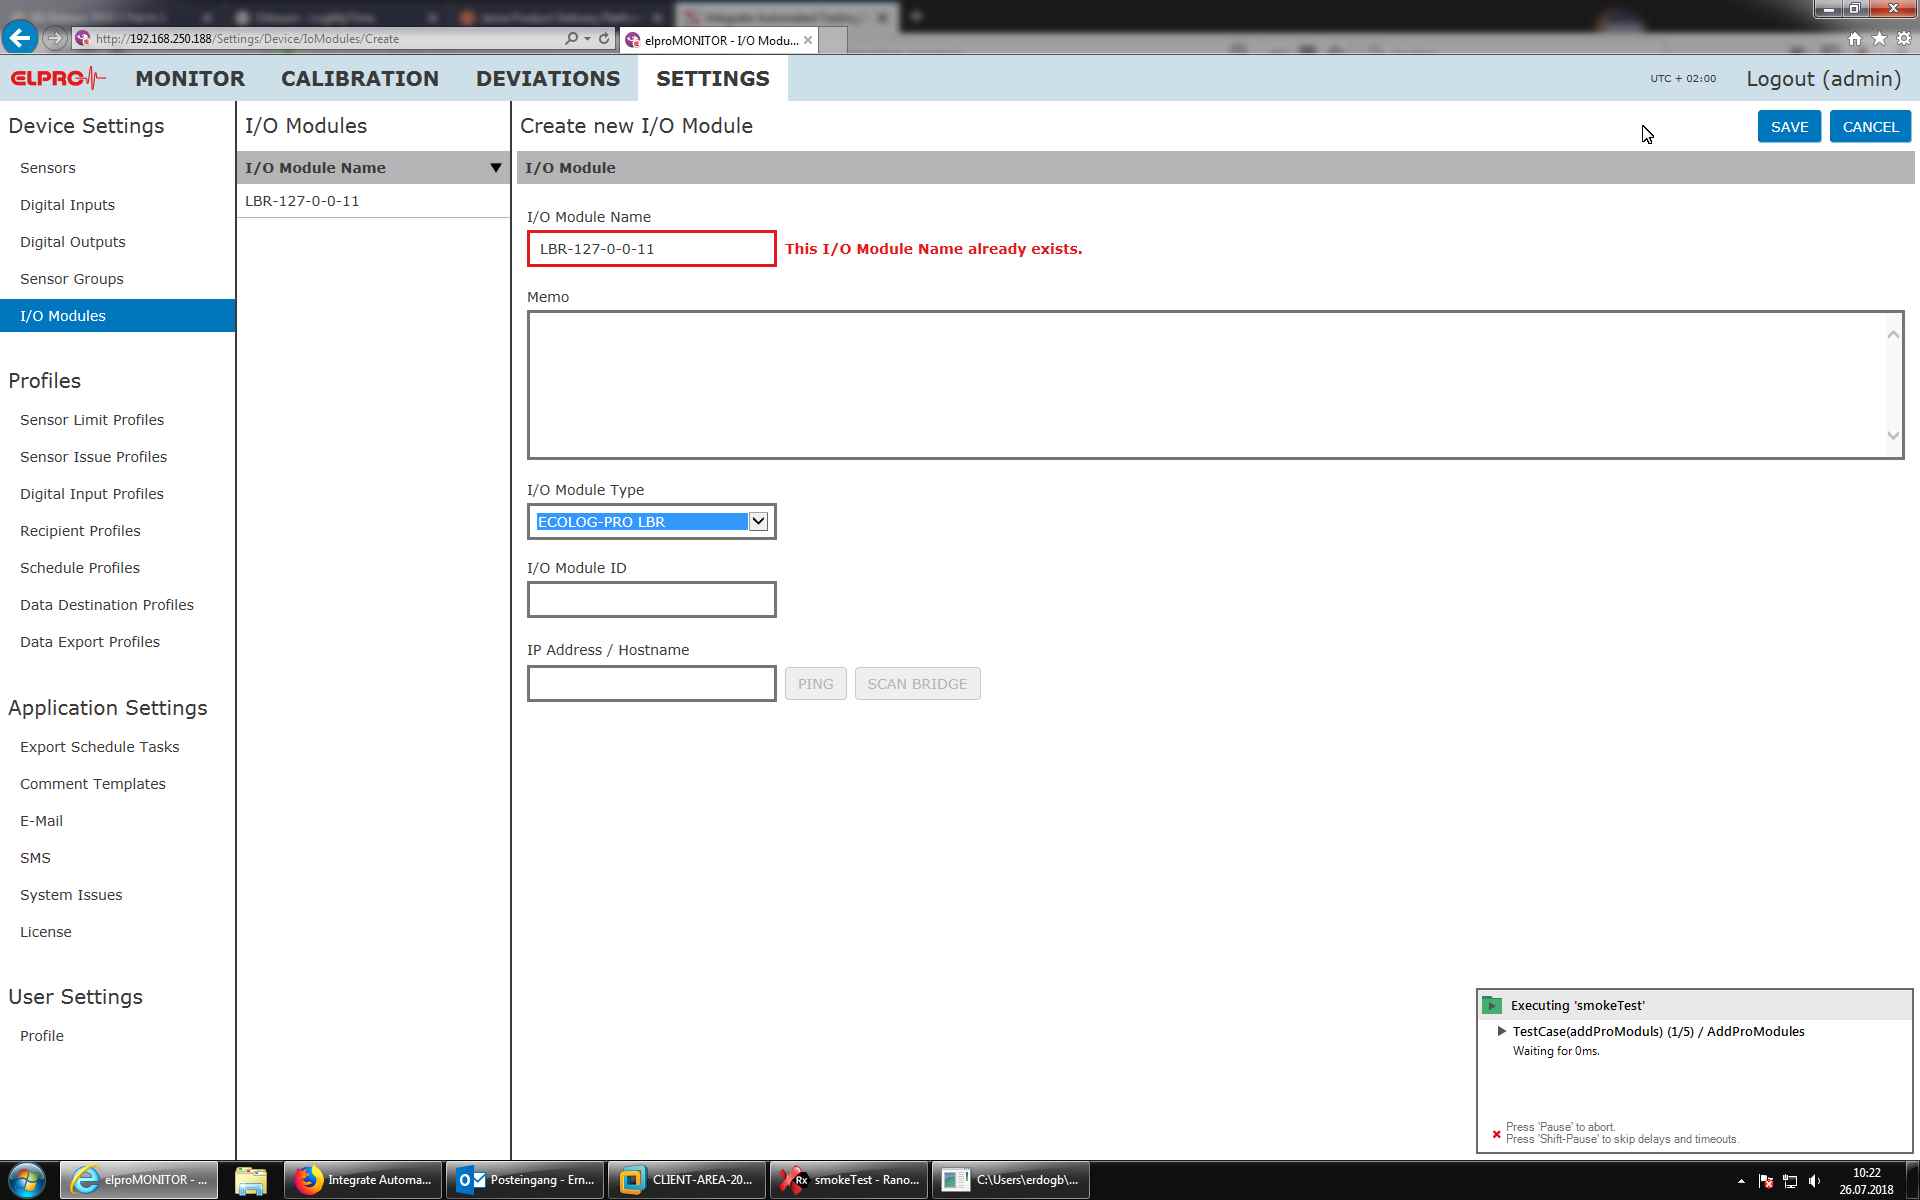 http://192.168.250.188/Settings/Device/IoModules/Create
elproMONITOR - I/O Modu...
ELPRO
MONITOR
CALIBRATION
DEVIATIONS
SETTINGS
UTC + 02:00
Logout (admin)
Device Settings
Sensors
Digital Inputs
Digital Outputs
Sensor Groups
I/O Modules
Profiles
Sensor Limit Profiles
Sensor Issue Profiles
Digital Input Profiles
Recipient Profiles
Schedule Profiles
Data Destination Profiles
Data Export Profiles
Application Settings
Export Schedule Tasks
Comment Templates
E-Mail
SMS
System Issues
License
User Settings
Profile
I/O Modules
I/O Module Name
LBR-127-0-0-11
Create new I/O Module
SAVE
CANCEL
I/O Module
I/O Module Name
LBR-127-0-0-11
This I/O Module Name already exists.
Memo
I/O Module Type
ECOLOG-PRO LBR
I/O Module ID
IP Address / Hostname
PING
SCAN BRIDGE
Executing 'smokeTest'
TestCase(addProModuls) (1/5) / AddProModules
Waiting for 0ms.
Press 'Pause' to abort.
Press 'Shift-Pause' to skip delays and timeouts.
elproMONITOR - ...
Integrate Automa...
Posteingang - Ern...
CLIENT-AREA-20...
Rx
smokeTest - Rano...
C:\Users\erdogb\...
10:22
26.07.2018